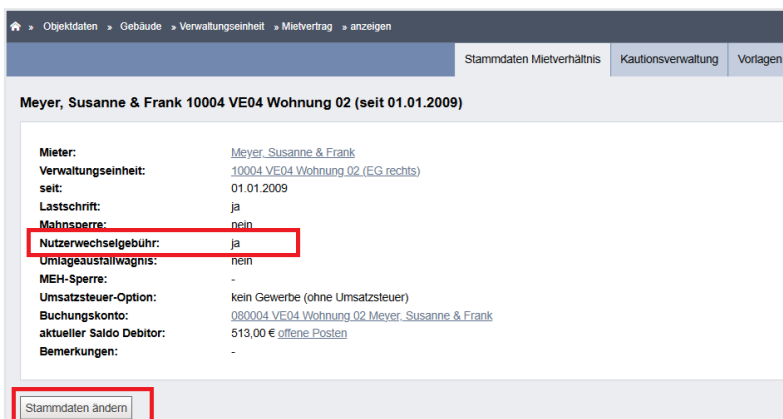 » Objektdaten » Gebäude » Verwaltungseinheit » Mietvertrag » anzeigen
Stammdaten Mietverhältnis Kautionsverwaltung Vorlagen
Meyer, Susanne & Frank 10004 VE04 Wohnung 02 (seit 01.01.2009)
Mieter: Meyer, Susanne & Frank
Verwaltungseinheit: 10004 VE04 Wohnung 02 (EG rechts)
seit: 01.01.2009
Lastschrift: ja
Mahnsperre: nein
Nutzerwechselgebühr: ja
Umlageausfallwagnis: nein
MEH-Sperre: -
Umsatzsteuer-Option: kein Gewerbe (ohne Umsatzsteuer)
Buchungskonto: 080004 VE04 Wohnung 02 Meyer, Susanne & Frank
aktueller Saldo Debitor: 513,00 € offene Posten
Bemerkungen: -
Stammdaten ändern